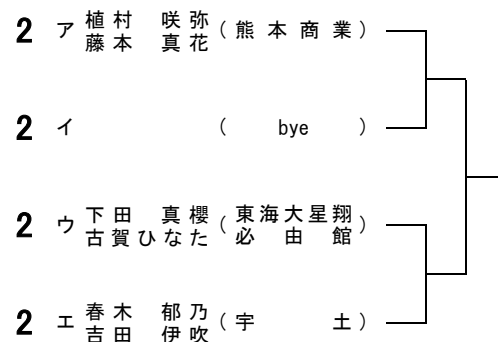 2 ア 植村 咲弥 (熊本商業)
藤本 真花
2 イ ( bye )
2 ウ 下田 真櫻 (東海大星翔
古賀ひなた 必由館)
2 エ 春木 郁乃 (宇土)
吉田 伊吹